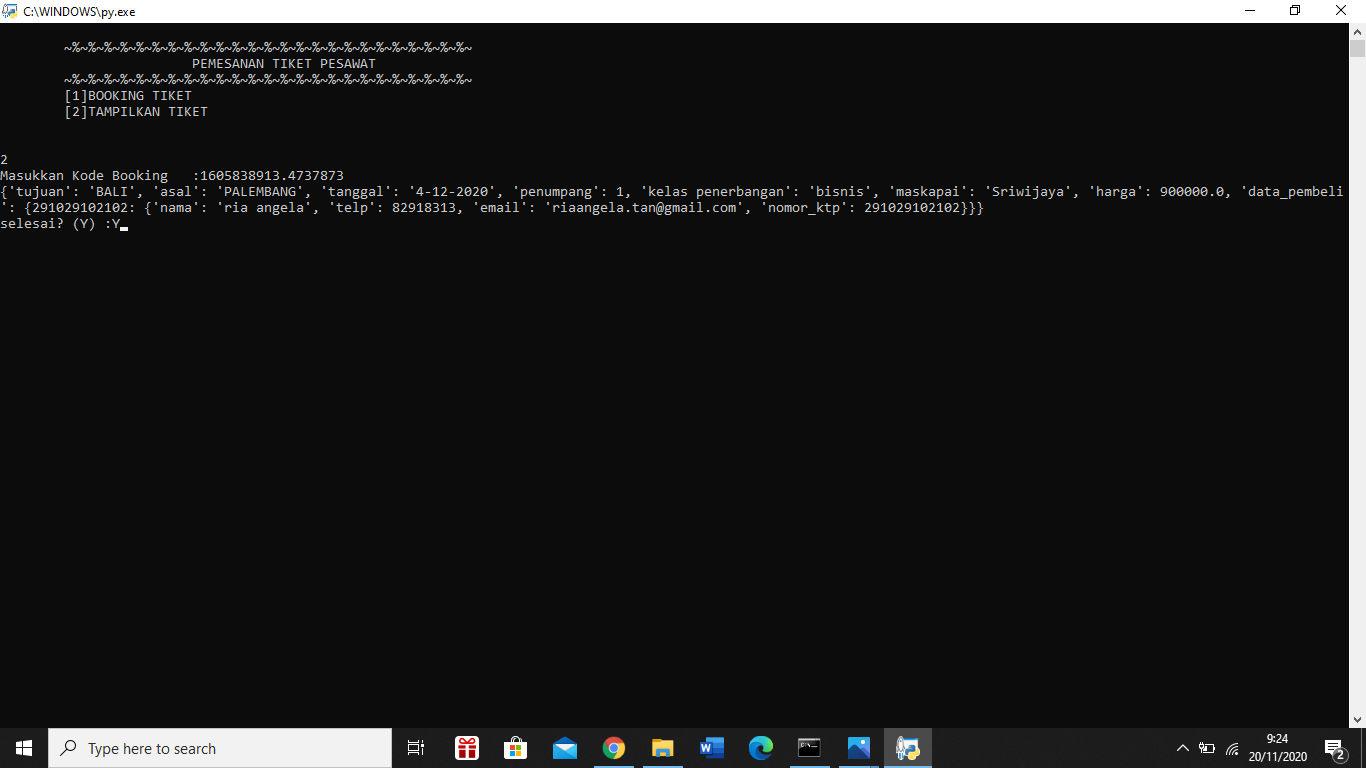 C:\WINDOWS\py.exe
~%~%~%~%~%~%~%~%~%~%~%~%~%~%~%~%~%~%~%~%~%~%~%~%~%~
PEMESANAN TIKET PESAWAT
~%~%~%~%~%~%~%~%~%~%~%~%~%~%~%~%~%~%~%~%~%~%~%~%~%~
[1]BOOKING TIKET
[2]TAMPILKAN TIKET
2
Masukkan Kode Booking   :1605838913.4737873
{'tujuan': 'BALI', 'asal': 'PALEMBANG', 'tanggal': '4-12-2020', 'penumpang': 1, 'kelas penerbangan': 'bisnis', 'maskapai': 'Sriwijaya', 'harga': 900000.0, 'data_pembeli
': {291029102102: {'nama': 'ria angela', 'telp': 82918313, 'email': 'riaangela.tan@gmail.com', 'nomor_ktp': 291029102102}}}
selesai? (Y) :Y
Type here to search
9:24
20/11/2020
2